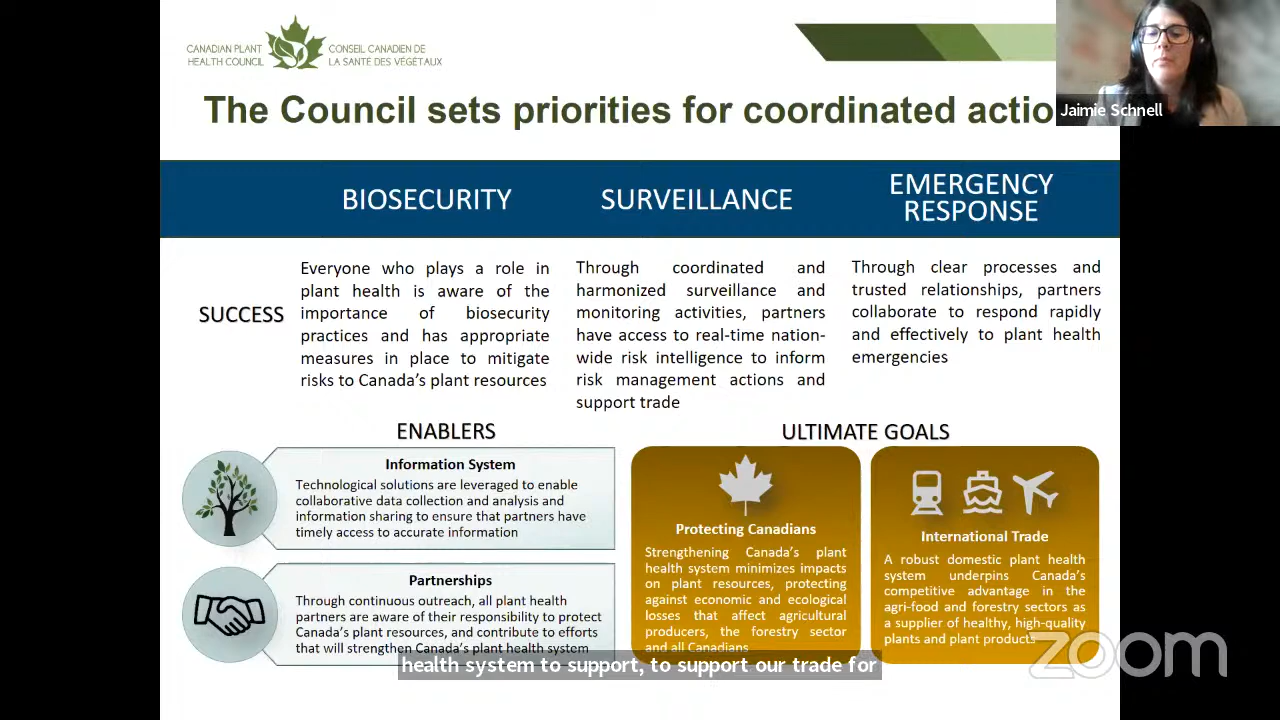 CANADIAN PLANT
HEALTH COUNCIL
CONSEIL CANADIEN DE
LA SANTÉ DES VÉGÉTAUX
Jaimie Schnell
The Council sets priorities for coordinated actio
BIOSECURITY
SURVEILLANCE
EMERGENCY
RESPONSE
SUCCESS
Everyone who plays a role in
plant health is aware of the
importance of biosecurity
practices and has appropriate
measures in place to mitigate
risks to Canada's plant resources
Through coordinated and
harmonized surveillance and
monitoring activities, partners
have access to real-time nation-
wide risk intelligence to inform
risk management actions and
support trade
Through clear processes and
trusted relationships, partners
collaborate to respond rapidly
and effectively to plant health
emergencies
ENABLERS
Information System
Technological solutions are leveraged to enable
collaborative data collection and analysis and
information sharing to ensure that partners have
timely access to accurate information
Partnerships
Through continuous outreach, all plant health
partners are aware of their responsibility to protect
Canada's plant resources, and contribute to efforts
that will strengthen Canada's plant health system
ULTIMATE GOALS
Protecting Canadians
Strengthening Canada's plant
health system minimizes impacts
on plant resources, protecting
against economic and ecological
losses that affect agricultural
producers, the forestry sector
and all Canadians
International Trade
A robust domestic plant health
system underpins Canada's
competitive advantage in the
agri-food and forestry sectors as
a supplier of healthy, high-quality
plants and plant products
health system to support, to support our trade for
zoom